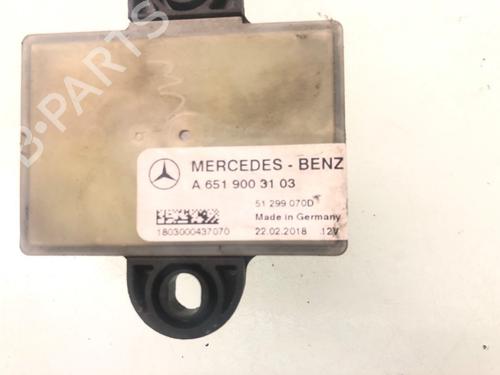 B-PARTS
MERCEDES - BENZ
A 651 900 31 03
51 299 070D
Made in Germany
1803000437070
22.02.2018 12V